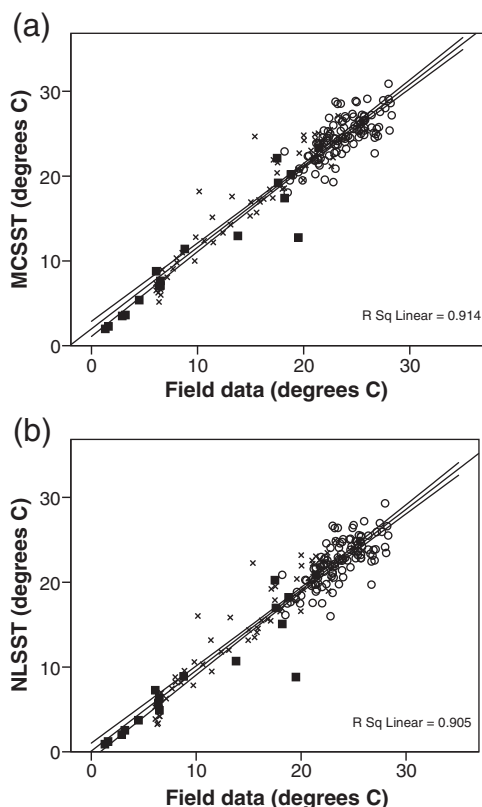 (a)
MCSST (degrees C)
30
20
10
0
R Sq Linear = 0.914
0 10 20 30
Field data (degrees C)
(b)
NLSST (degrees C)
30
20
10
0
R Sq Linear = 0.905
0 10 20 30
Field data (degrees C)